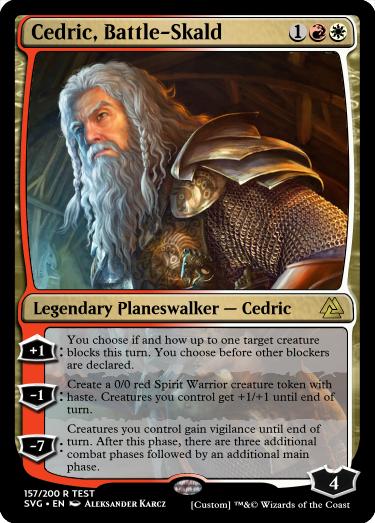 Cedric, Battle-Skald 1
Legendary Planeswalker — Cedric
+1: You choose if and how up to one target creature
blocks this turn. You choose before other blockers
are declared.
-1: Create a 0/0 red Spirit Warrior creature token with
haste. Creatures you control get +1/+1 until end of
turn.
-7: Creatures you control gain vigilance until end of
turn. After this phase, there are three additional
combat phases followed by an additional main
phase.
4
157/200 R TEST
SVG • EN Aleksander Karcz [Custom] ™&© Wizards of the Coast